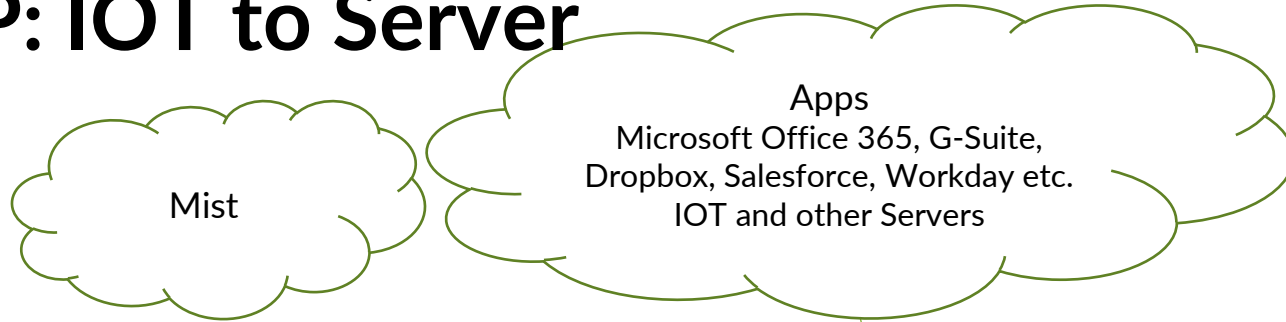 P: IOT to Server
Apps
Microsoft Office 365, G-Suite,
Dropbox, Salesforce, Workday etc.
IOT and other Servers
Mist